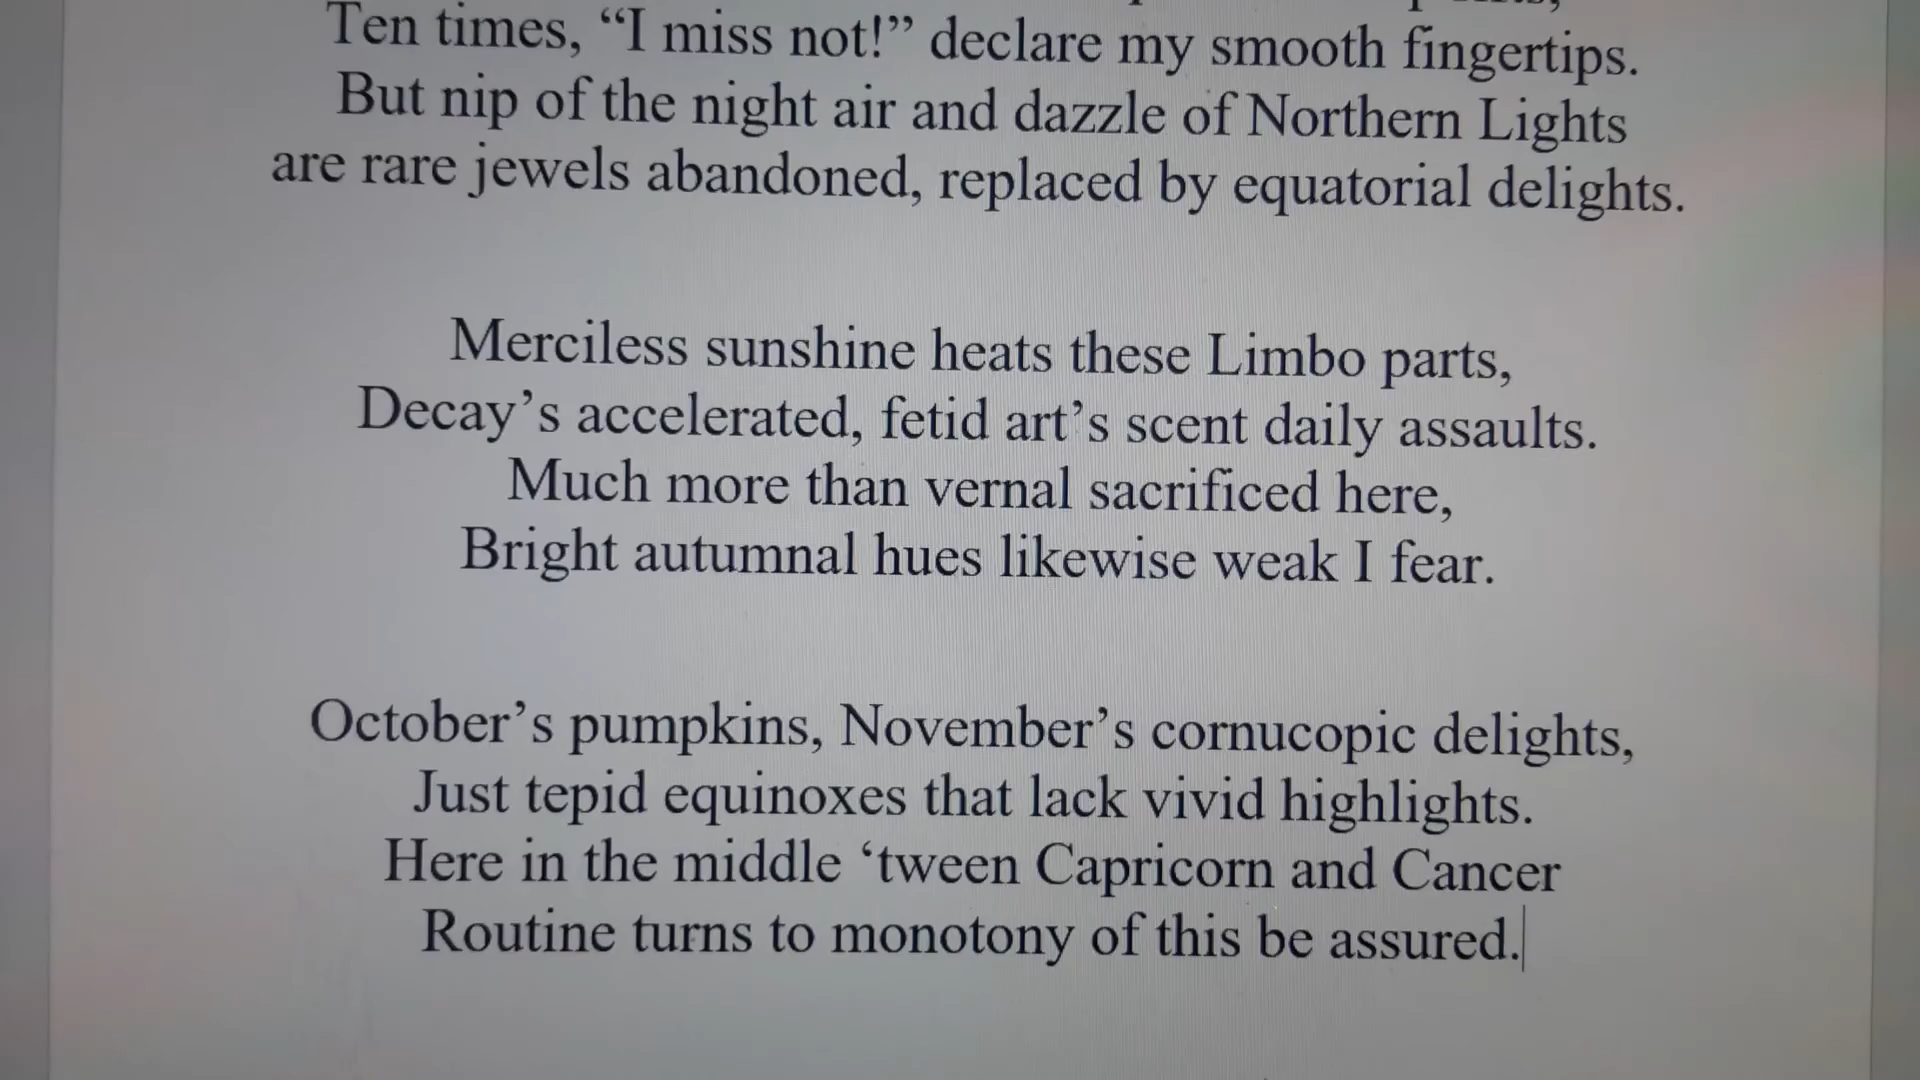 Ten times, “I miss not!” declare my smooth fingertips.
But nip of the night air and dazzle of Northern Lights
are rare jewels abandoned, replaced by equatorial delights.
Merciless sunshine heats these Limbo parts,
Decay’s accelerated, fetid art’s scent daily assaults.
Much more than vernal sacrificed here,
Bright autumnal hues likewise weak I fear.
October’s pumpkins, November’s cornucopic delights,
Just tepid equinoxes that lack vivid highlights.
Here in the middle ‘tween Capricorn and Cancer
Routine turns to monotony of this be assured.